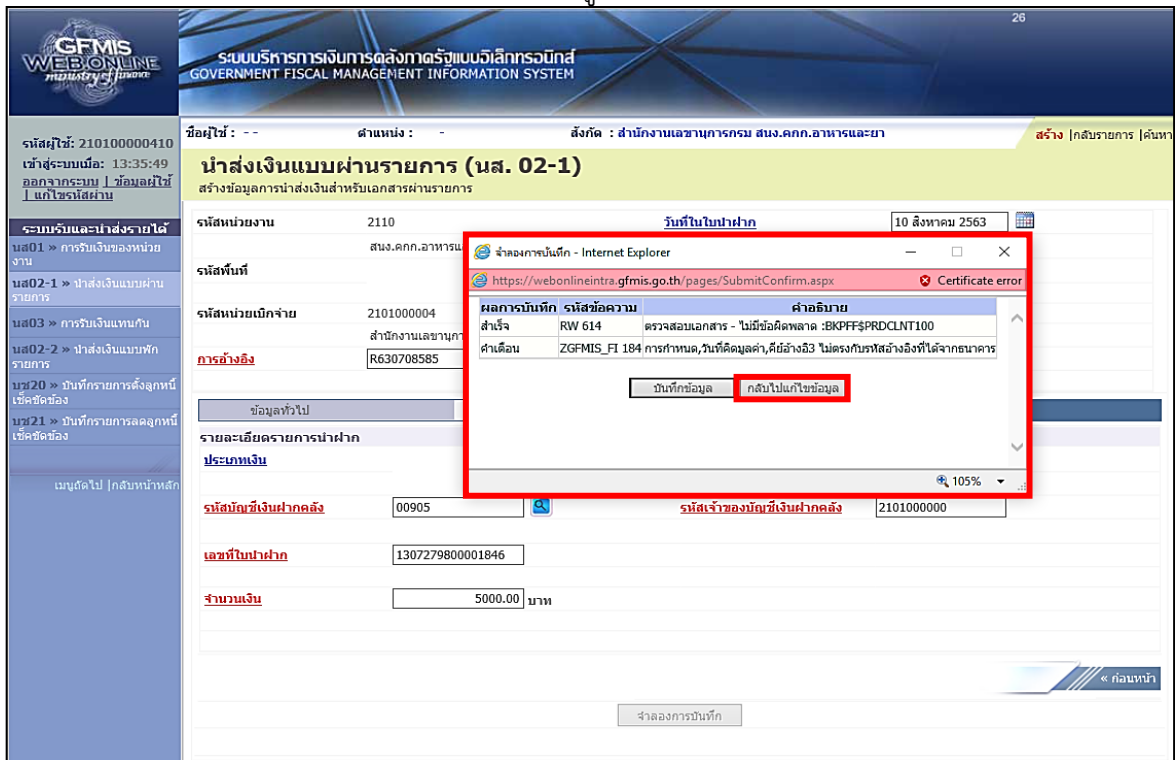 26
GFMIS
WEB ONLINE
ministry of finance
ระบบบริหารการเงินการคลังภาครัฐแบบอิเล็กทรอนิกส์
GOVERNMENT FISCAL MANAGEMENT INFORMATION SYSTEM
รหัสผู้ใช้: 210100000410
เข้าสู่ระบบเมื่อ: 13:35:49
ออกจากระบบ | ข้อมูลผู้ใช้
| แก้ไขรหัสผ่าน
ระบบรับและนำส่งรายได้
นส01 » การรับเงินของหน่วย
งาน
นส02-1 » นำส่งเงินแบบผ่าน
รายการ
นส03 » การรับเงินแทนกัน
นส02-2 » นำส่งเงินแบบพัก
รายการ
บช20 » บันทึกรายการตั้งลูกหนี้
เช็คขัดข้อง
บช21 » บันทึกรายการลดลูกหนี้
เช็คขัดข้อง
เมนูถัดไป |กลับหน้าหลัก
ชื่อผู้ใช้ : -- ตำแหน่ง : - สังกัด : สำนักงานเลขานุการกรม สนง.คกก.อาหารและยา
สร้าง |กลับรายการ |ค้นหา
นำส่งเงินแบบผ่านรายการ (นส. 02-1)
สร้างข้อมูลการนำส่งเงินสำหรับเอกสารผ่านรายการ
รหัสหน่วยงาน 2110 วันที่ใบนำฝาก 10 สิงหาคม 2563
รหัสพื้นที่
รหัสหน่วยเบิกจ่าย 2101000004
การอ้างอิง R630708585
จำลองการบันทึก - Internet Explorer
https://webonlineintra.gfmis.go.th/pages/SubmitConfirm.aspx Certificate error
ผลการบันทึก รหัสข้อความ คำอธิบาย
สำเร็จ RW 614 ตรวจสอบเอกสาร - ไม่มีข้อผิดพลาด :BKPFF$PRDCLNT100
คำเตือน ZGFMIS_FI 184 การกำหนด,วันที่คิดมูลค่า,คีย์อ้างอิ3 ไม่ตรงกับรหัสอ้างอิงที่ได้จากธนาคาร
บันทึกข้อมูล กลับไปแก้ไขข้อมูล
105%
ข้อมูลทั่วไป
รายละเอียดรายการนำฝาก
ประเภทเงิน
รหัสบัญชีเงินฝากคลัง 00905 รหัสเจ้าของบัญชีเงินฝากคลัง 2101000000
เลขที่ใบนำฝาก 1307279800001846
จำนวนเงิน 5000.00 บาท
« ก่อนหน้า
จำลองการบันทึก